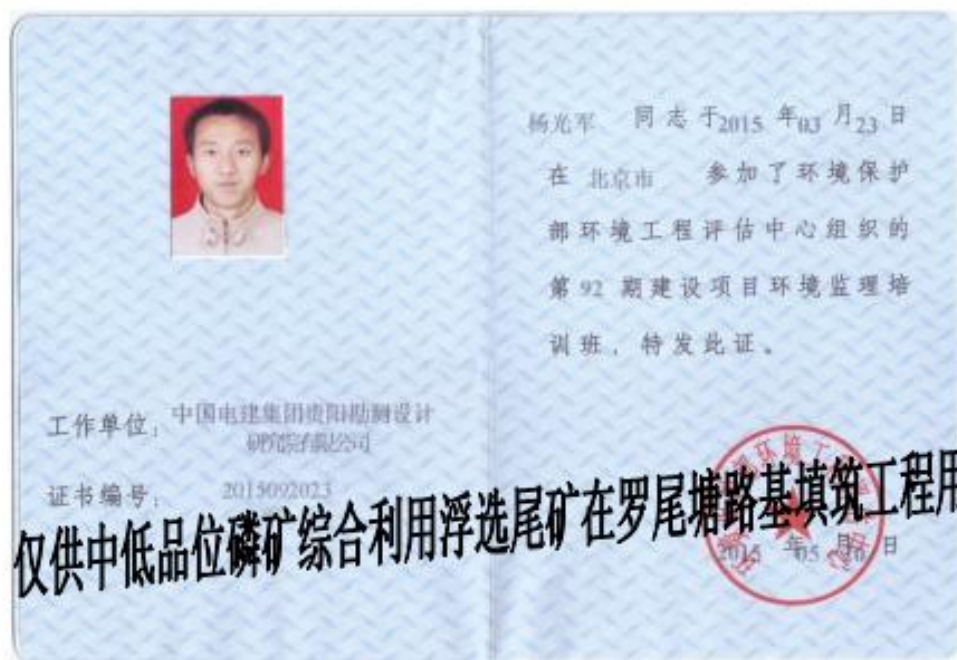 工作单位：中国电建集团贵阳勘测设计
研究院有限公司
证书编号：2015092023
杨光军 同志于2015年03月23日
在 北京市 参加了环境保护
部环境工程评估中心组织的
第92期建设项目环境监理培
训班，特发此证。
2015年05月
日
仅供中低品位磷矿综合利用浮选尾矿在罗尾塘路基填筑工程用